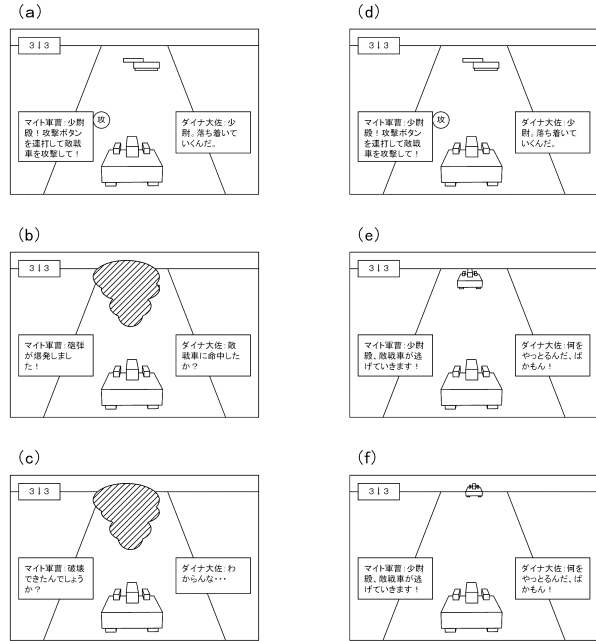 (a)
3↓3
マイト軍曹：少尉
殿！攻撃ボタン
を連打して敵戦
車を攻撃して！
攻
ダイナ大佐：少
尉。落ち着いて
いくんだ。
(d)
3↓3
マイト軍曹：少尉
殿！攻撃ボタン
を連打して敵戦
車を攻撃して！
攻
ダイナ大佐：少
尉。落ち着いて
いくんだ。
(b)
3↓3
マイト軍曹：砲弾
が爆発しまし
た！
ダイナ大佐：敵
戦車に命中した
か？
(e)
3↓3
マイト軍曹：少尉
殿、敵戦車が逃
げていきます！
ダイナ大佐：何を
やっとるんだ、ば
かもん！
(c)
3↓3
マイト軍曹：破壊
できたんでしょう
か？
ダイナ大佐：わ
からんな・・・
(f)
3↓3
マイト軍曹：少尉
殿、敵戦車が逃
げていきます！
ダイナ大佐：何を
やっとるんだ、ば
かもん！